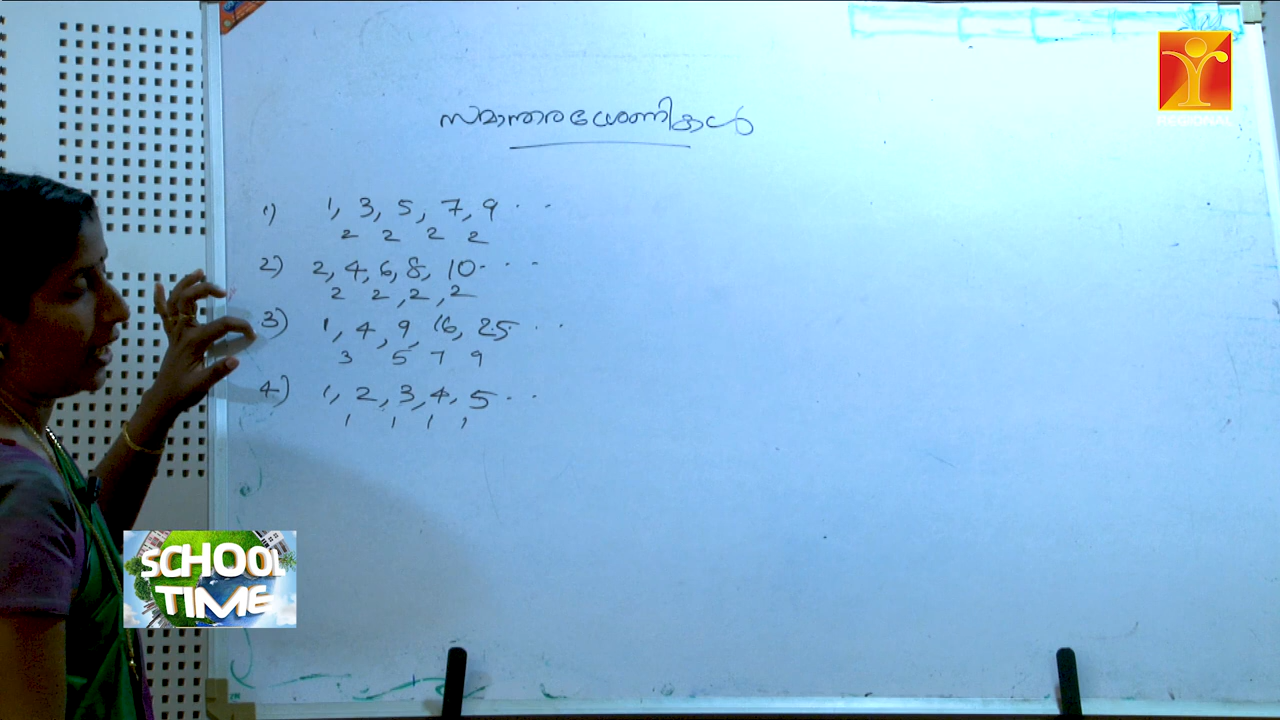 സമാന്തരശ്രേണികൾ
1) 1, 3, 5, 7, 9 . . .
2 2 2 2
2) 2, 4, 6, 8, 10 . . .
2 2, 2, 2
3) 1, 4, 9, 16, 25 . . .
3 5 7 9
4) 1, 2, 3, 4, 5 . . .
1 1 1 1
REGIONAL
SCHOOL
TIME